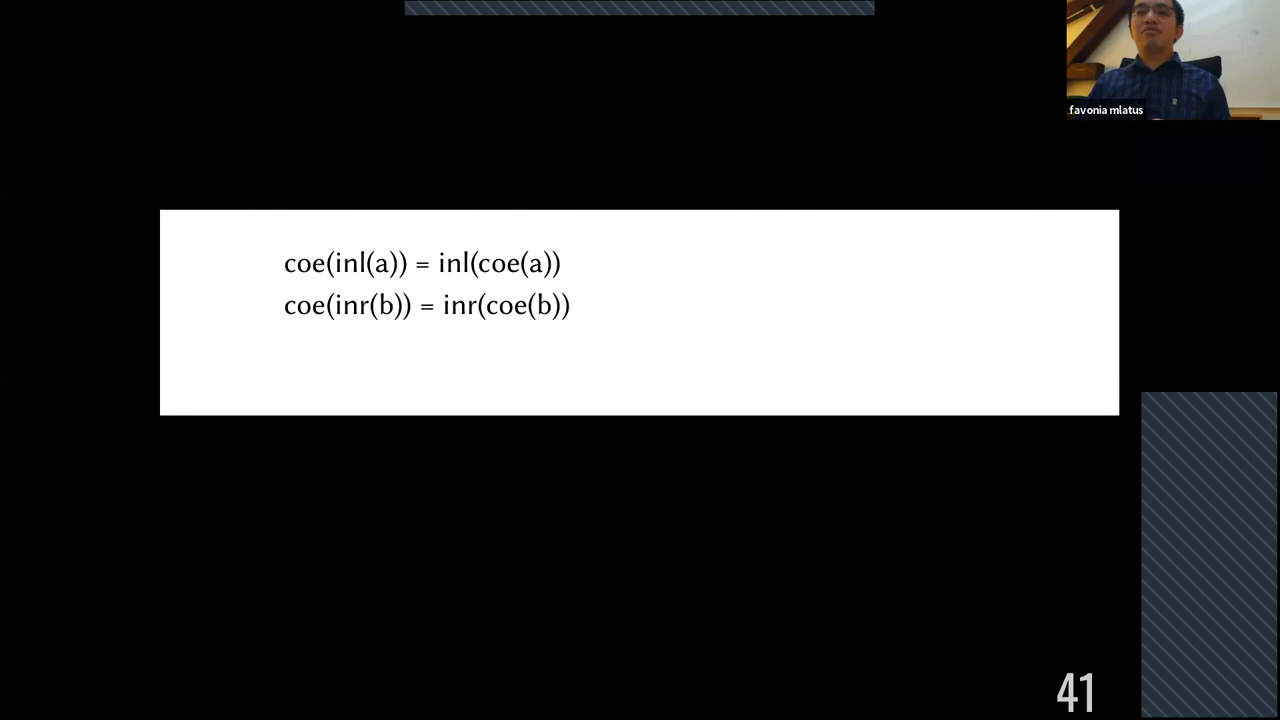 favonia mlatus
coe(inl(a)) = inl(coe(a))
coe(inr(b)) = inr(coe(b))
41